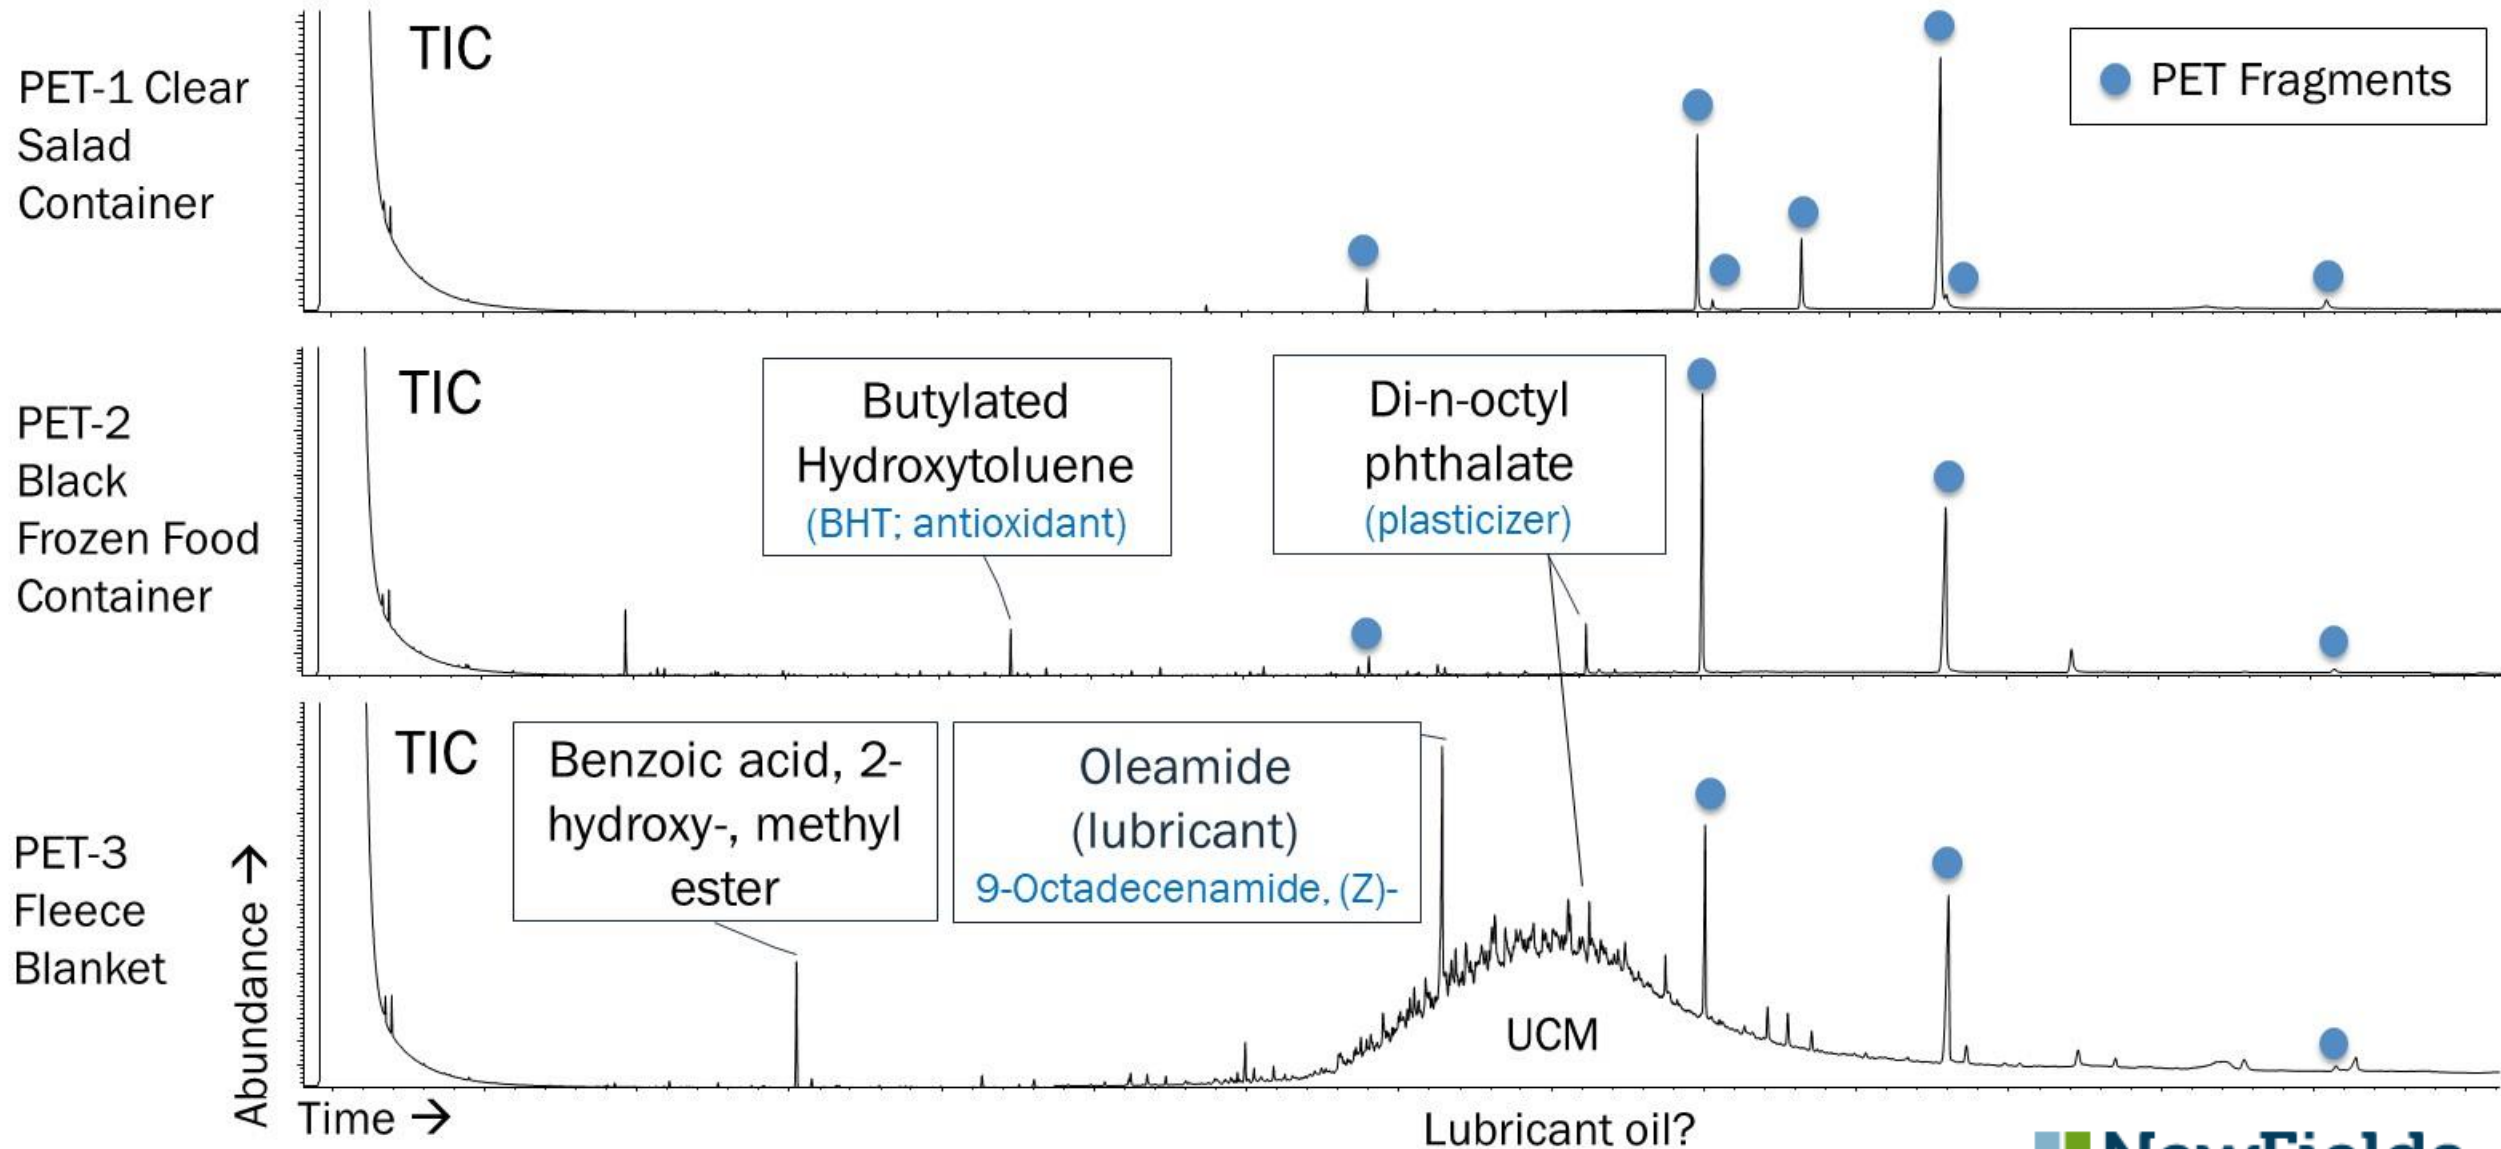 TIC
PET-1 Clear
Salad
Container
PET Fragments
TIC
PET-2
Black
Frozen Food
Container
Butylated
Hydroxytoluene
(BHT; antioxidant)
Di-n-octyl
phthalate
(plasticizer)
TIC
PET-3
Fleece
Blanket
Abundance →
Benzoic acid, 2-
hydroxy-, methyl
ester
Oleamide
(lubricant)
9-Octadecenamide, (Z)-
UCM
Time →
Lubricant oil?
NewFields